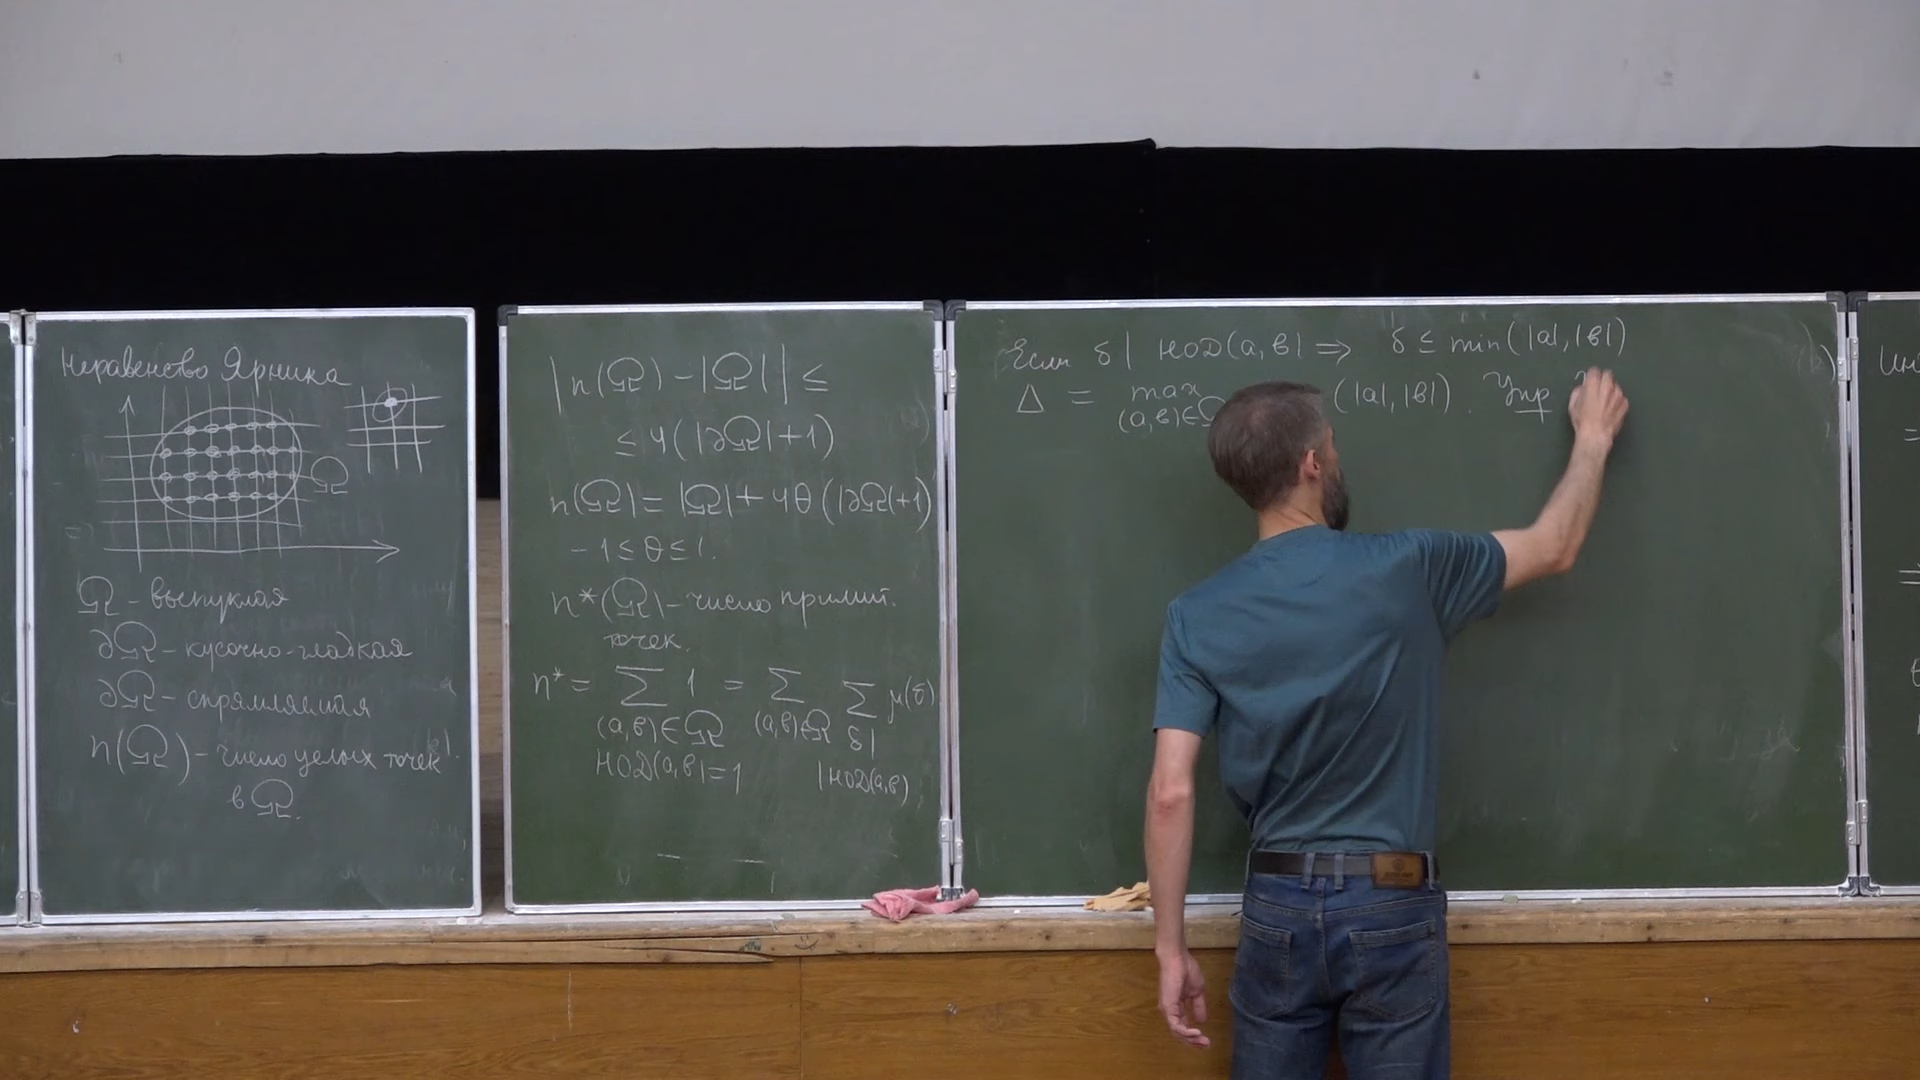 Неравенство Ярника
Ω
Ω - выпуклая
∂Ω - кусочно-гладкая
∂Ω - спрямляемая
n(Ω) - число целых точек
в Ω.
|n(Ω) - |Ω|| ≤
≤ 4(|∂Ω|+1)
n(Ω) = |Ω| + 4θ(|∂Ω|+1)
-1 ≤ θ ≤ 1.
n*(Ω) - число примит.
точек.
n* = ∑ 1 = ∑ ∑ μ(δ)
(a,b)∈Ω (a,b)∈Ω δ|
НОД(a,b)=1 |НОД(a,b)
Если δ | НОД(a,b) ⇒ δ ≤ min(|a|,|b|)
Δ = max (|a|,|b|). Упр
(a,b)∈Ω